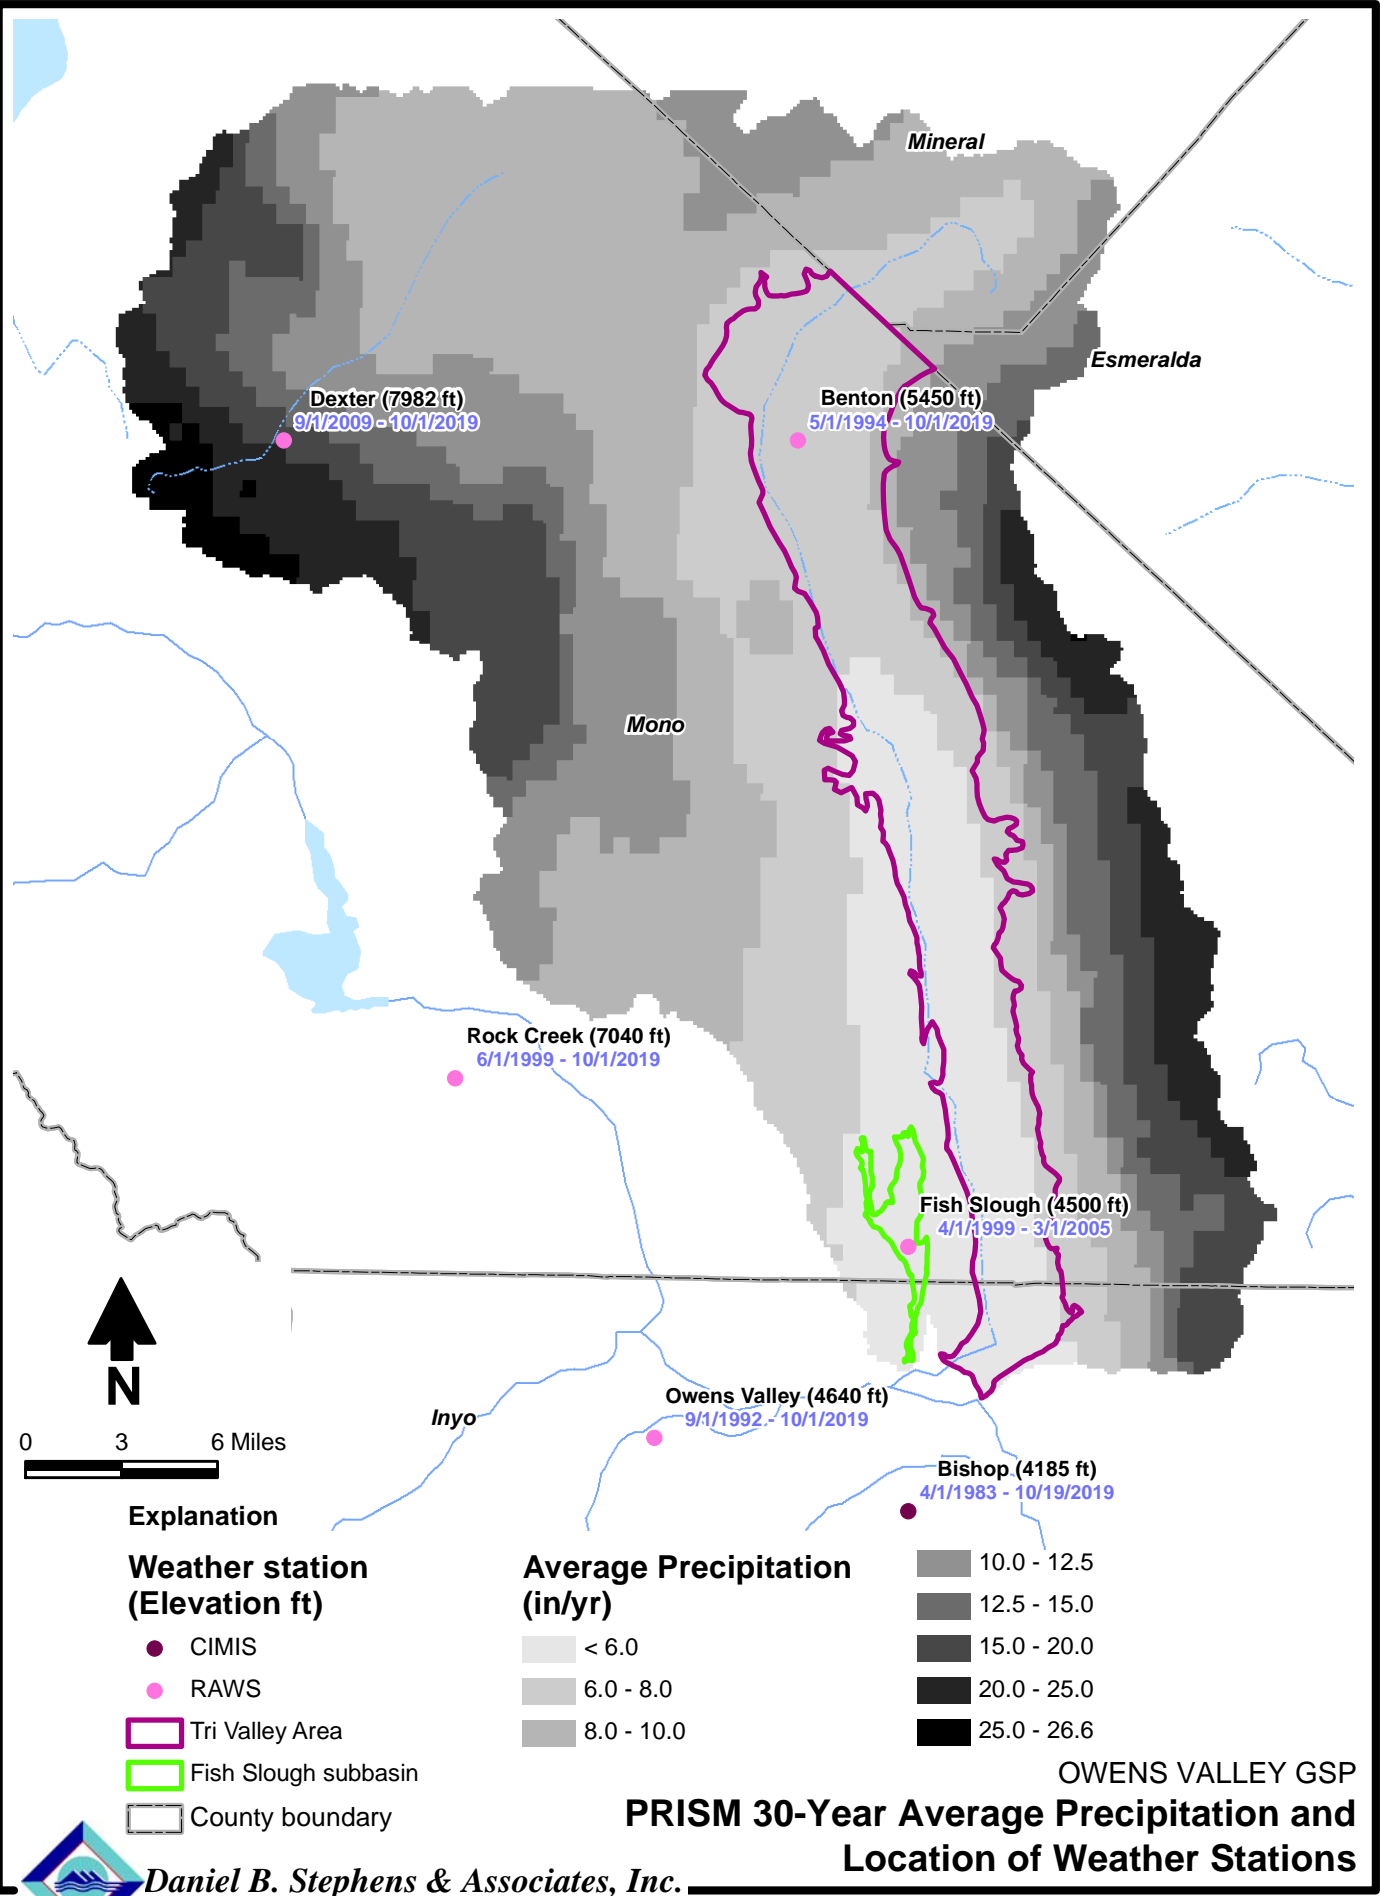 Mineral
Esmeralda
Dexter (7982 ft)
9/1/2009 - 10/1/2019
Benton (5450 ft)
5/1/1994 - 10/1/2019
Mono
Rock Creek (7040 ft)
6/1/1999 - 10/1/2019
Fish Slough (4500 ft)
4/1/1999 - 3/1/2005
N
Owens Valley (4640 ft)
9/1/1992 - 10/1/2019
Inyo
0 3 6 Miles
Bishop (4185 ft)
4/1/1983 - 10/19/2019
Explanation
Weather station
(Elevation ft)
CIMIS
RAWS
Tri Valley Area
Fish Slough subbasin
County boundary
Average Precipitation
(in/yr)
< 6.0
6.0 - 8.0
8.0 - 10.0
10.0 - 12.5
12.5 - 15.0
15.0 - 20.0
20.0 - 25.0
25.0 - 26.6
OWENS VALLEY GSP
PRISM 30-Year Average Precipitation and
Location of Weather Stations
Daniel B. Stephens & Associates, Inc.